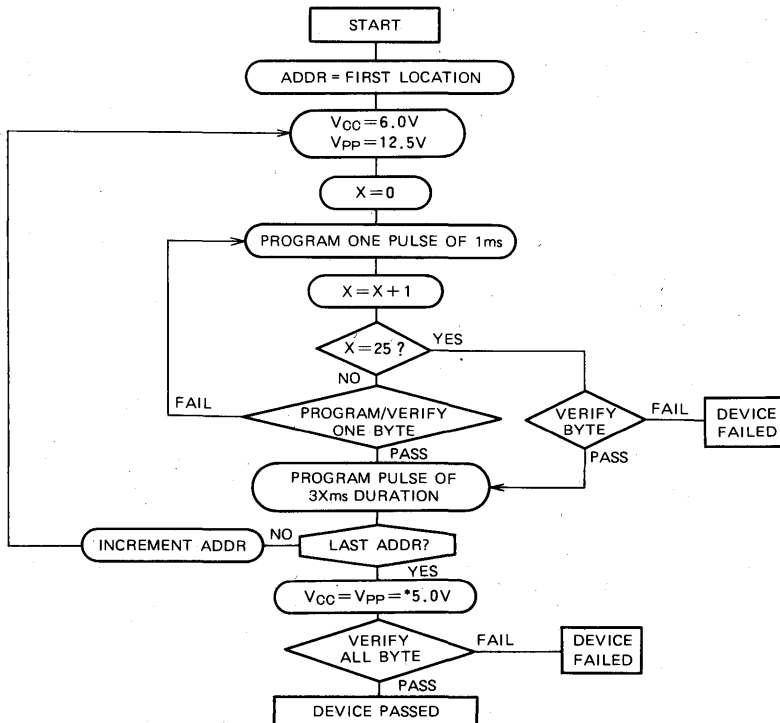 START
ADDR = FIRST LOCATION
VCC=6.0V
VPP=12.5V
X=0
PROGRAM ONE PULSE OF 1ms
X=X+1
X=25?
YES
NO
FAIL
PROGRAM/VERIFY
ONE BYTE
VERIFY
BYTE
FAIL
DEVICE
FAILED
PASS
PASS
PROGRAM PULSE OF
3Xms DURATION
INCREMENT ADDR
NO
LAST ADDR?
YES
VCC=VPP=*5.0V
VERIFY
ALL BYTE
FAIL
DEVICE
FAILED
PASS
DEVICE PASSED